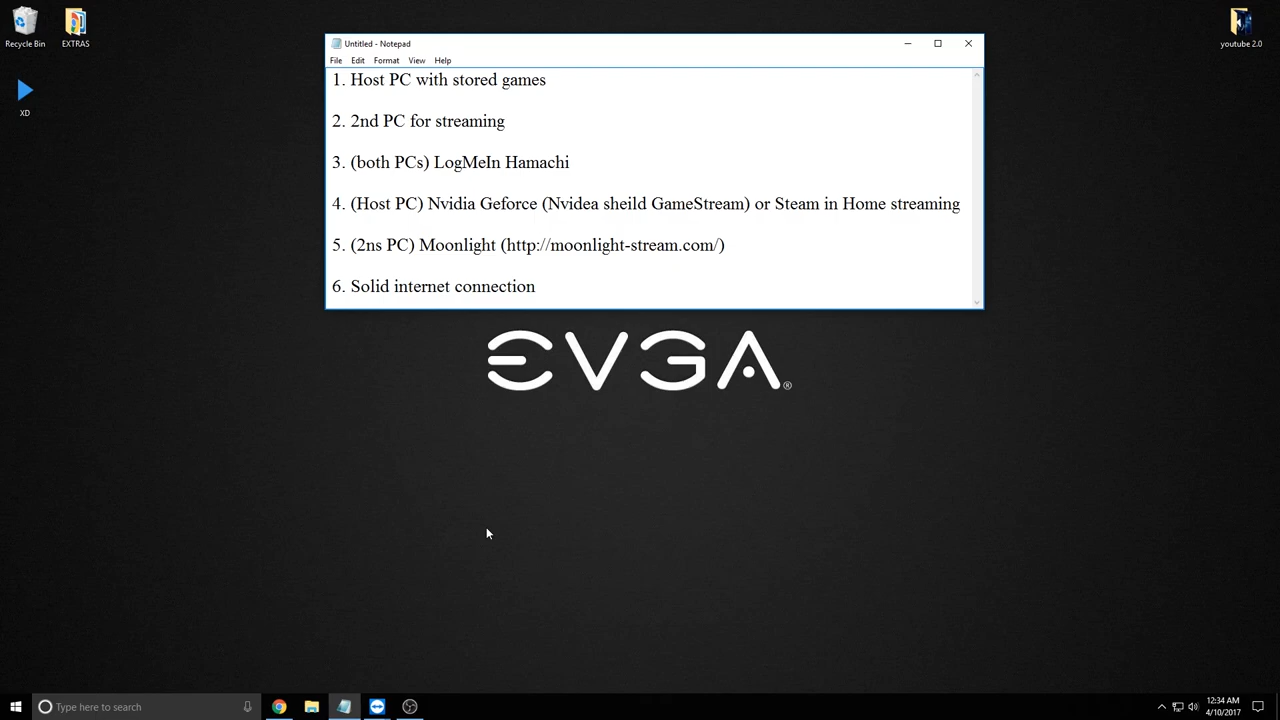 Recycle Bin
EXTRAS
XD
youtube 2.0
Untitled - Notepad
File Edit Format View Help
1. Host PC with stored games
2. 2nd PC for streaming
3. (both PCs) LogMeIn Hamachi
4. (Host PC) Nvidia Geforce (Nvidea sheild GameStream) or Steam in Home streaming
5. (2ns PC) Moonlight (http://moonlight-stream.com/)
6. Solid internet connection
EVGA®
Type here to search
12:34 AM
4/10/2017